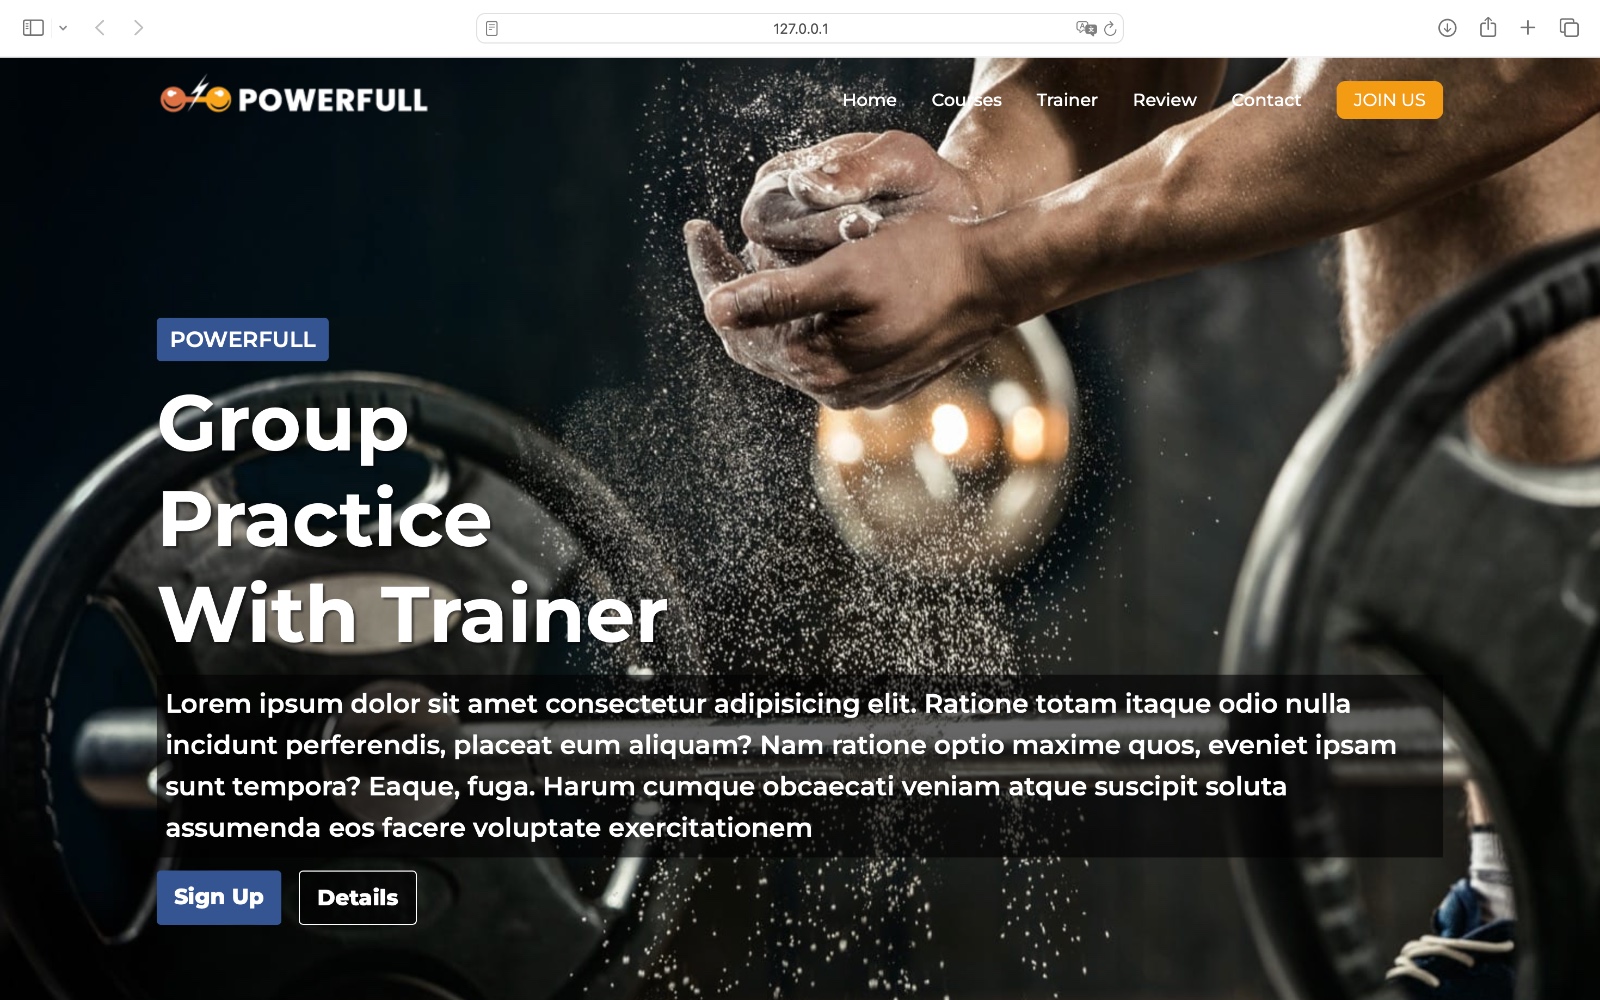 127.0.0.1
POWERFULL
Home Courses Trainer Review Contact JOIN US
POWERFULL
Group
Practice
With Trainer
Lorem ipsum dolor sit amet consectetur adipisicing elit. Ratione totam itaque odio nulla
incidunt perferendis, placeat eum aliquam? Nam ratione optio maxime quos, eveniet ipsam
sunt tempora? Eaque, fuga. Harum cumque obcaecati veniam atque suscipit soluta
assumenda eos facere voluptate exercitationem
Sign Up Details